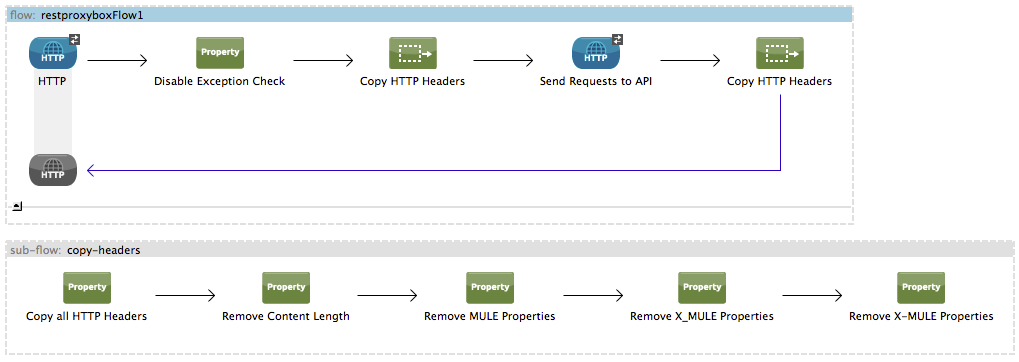 flow: restproxyboxFlow1
HTTP Property HTTP
HTTP Disable Exception Check Copy HTTP Headers Send Requests to API Copy HTTP Headers
HTTP
sub-flow: copy-headers
Property Property Property Property Property
Copy all HTTP Headers Remove Content Length Remove MULE Properties Remove X_MULE Properties Remove X-MULE Properties